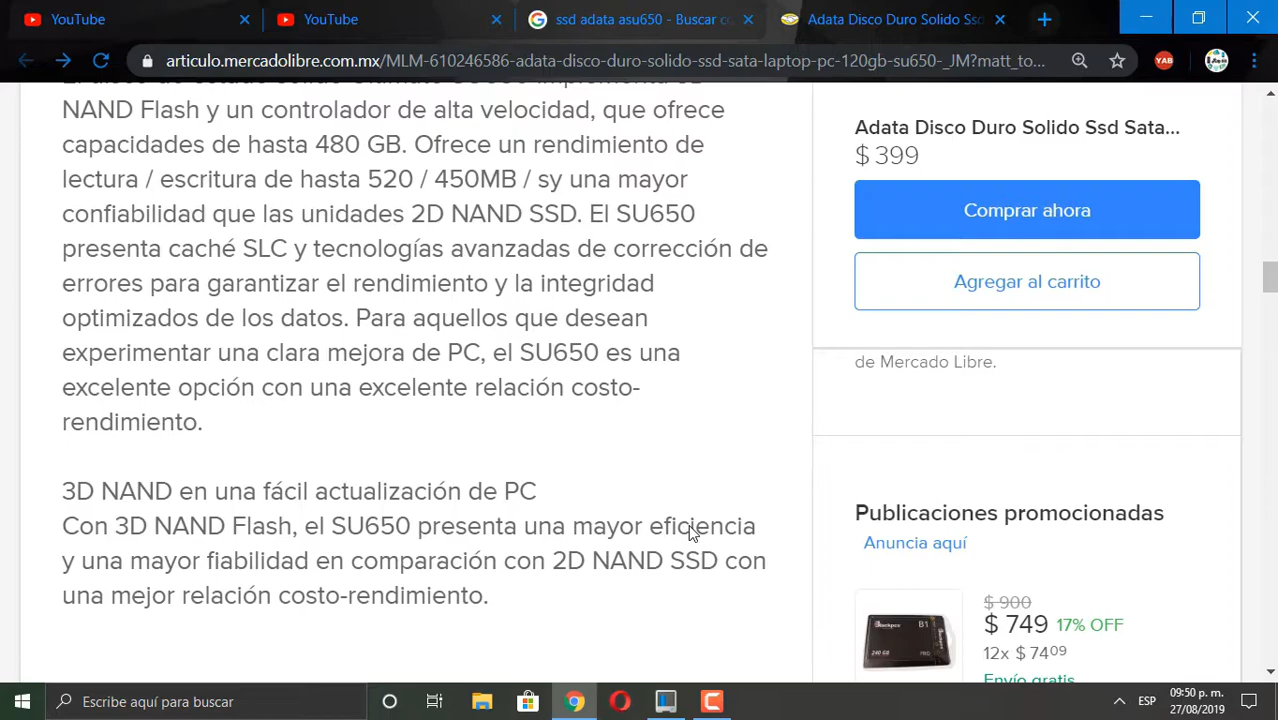 YouTube
YouTube
ssd adata asu650 - Buscar co
Adata Disco Duro Solido Ssd
articulo.mercadolibre.com.mx/MLM-610246586-adata-disco-duro-solido-ssd-sata-laptop-pc-120gb-su650-_JM?matt_to...
YAB
NAND Flash y un controlador de alta velocidad, que ofrece
capacidades de hasta 480 GB. Ofrece un rendimiento de
lectura / escritura de hasta 520 / 450MB / sy una mayor
confiabilidad que las unidades 2D NAND SSD. El SU650
presenta caché SLC y tecnologías avanzadas de corrección de
errores para garantizar el rendimiento y la integridad
optimizados de los datos. Para aquellos que desean
experimentar una clara mejora de PC, el SU650 es una
excelente opción con una excelente relación costo-
rendimiento.
3D NAND en una fácil actualización de PC
Con 3D NAND Flash, el SU650 presenta una mayor eficiencia
y una mayor fiabilidad en comparación con 2D NAND SSD con
una mejor relación costo-rendimiento.
Adata Disco Duro Solido Ssd Sata...
$ 399
Comprar ahora
Agregar al carrito
de Mercado Libre.
Publicaciones promocionadas
Anuncia aquí
B1
240 GB
$ 900
$ 749 17% OFF
12x $ 74 09
Envío gratis
Escribe aquí para buscar
ESP
09:50 p. m.
27/08/2019